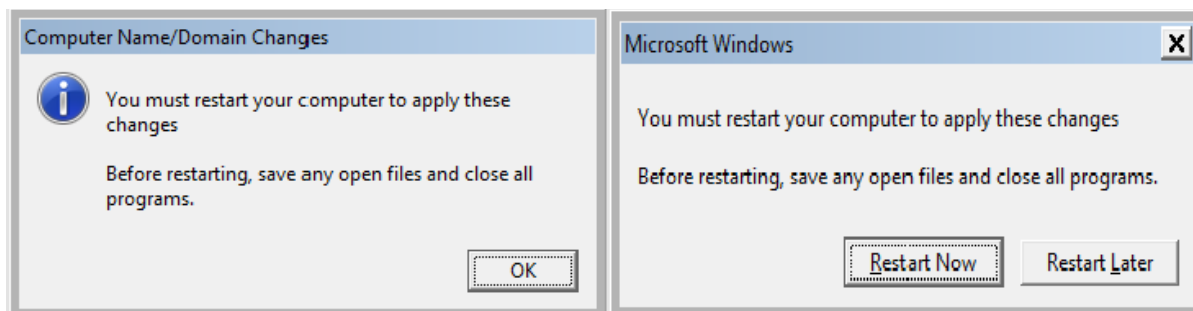 Computer Name/Domain Changes
You must restart your computer to apply these
changes
Before restarting, save any open files and close all
programs.
OK
Microsoft Windows
You must restart your computer to apply these changes
Before restarting, save any open files and close all programs.
Restart Now Restart Later